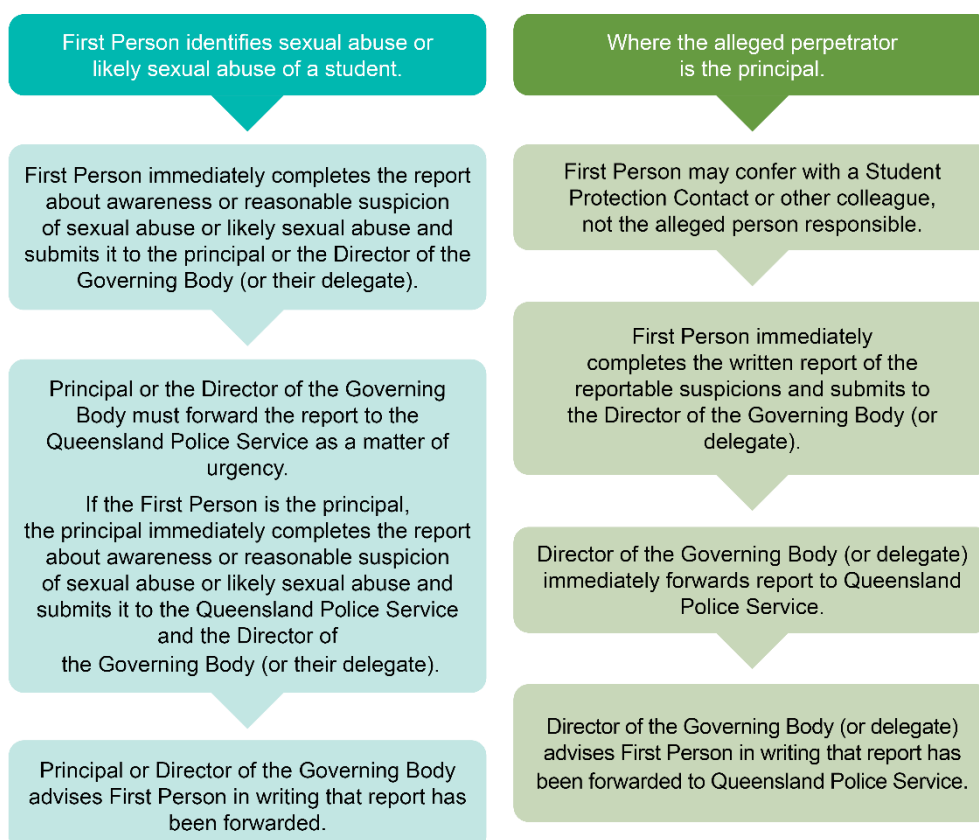 First Person identifies sexual abuse or
likely sexual abuse of a student.
First Person immediately completes the report
about awareness or reasonable suspicion
of sexual abuse or likely sexual abuse and
submits it to the principal or the Director of the
Governing Body (or their delegate).
Principal or the Director of the Governing
Body must forward the report to the
Queensland Police Service as a matter of
urgency.
If the First Person is the principal,
the principal immediately completes the report
about awareness or reasonable suspicion
of sexual abuse or likely sexual abuse and
submits it to the Queensland Police Service
and the Director of
the Governing Body (or their delegate).
Principal or Director of the Governing Body
advises First Person in writing that report has
been forwarded.
Where the alleged perpetrator
is the principal.
First Person may confer with a Student
Protection Contact or other colleague,
not the alleged person responsible.
First Person immediately
completes the written report of the
reportable suspicions and submits to
the Director of the Governing Body (or
delegate).
Director of the Governing Body (or delegate)
immediately forwards report to Queensland
Police Service.
Director of the Governing Body (or delegate)
advises First Person in writing that report has
been forwarded to Queensland Police Service.